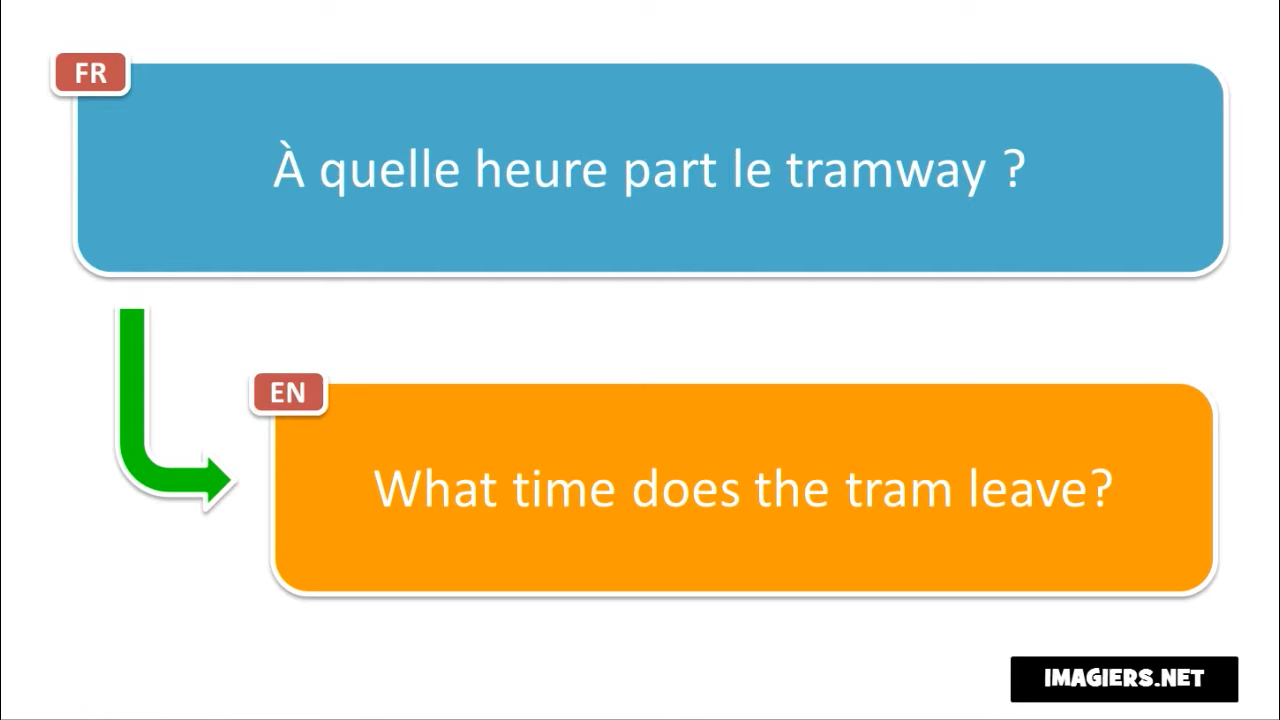 FR
À quelle heure part le tramway ?
EN
What time does the tram leave?
IMAGIERS.NET